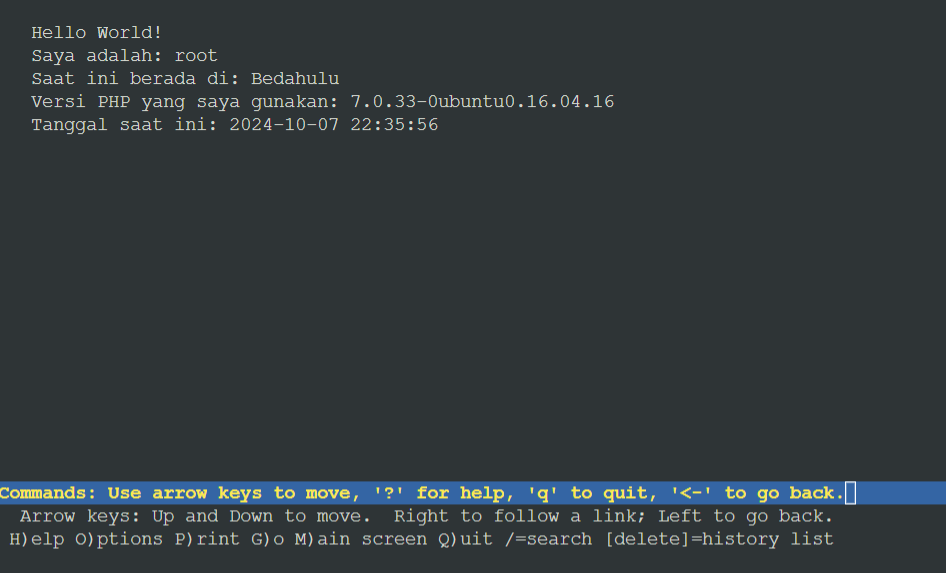 Hello World!
Saya adalah: root
Saat ini berada di: Bedahulu
Versi PHP yang saya gunakan: 7.0.33-0ubuntu0.16.04.16
Tanggal saat ini: 2024-10-07 22:35:56
Commands: Use arrow keys to move, '?' for help, 'q' to quit, '<-' to go back.
Arrow keys: Up and Down to move. Right to follow a link; Left to go back.
H)elp O)ptions P)rint G)o M)ain screen Q)uit /=search [delete]=history list